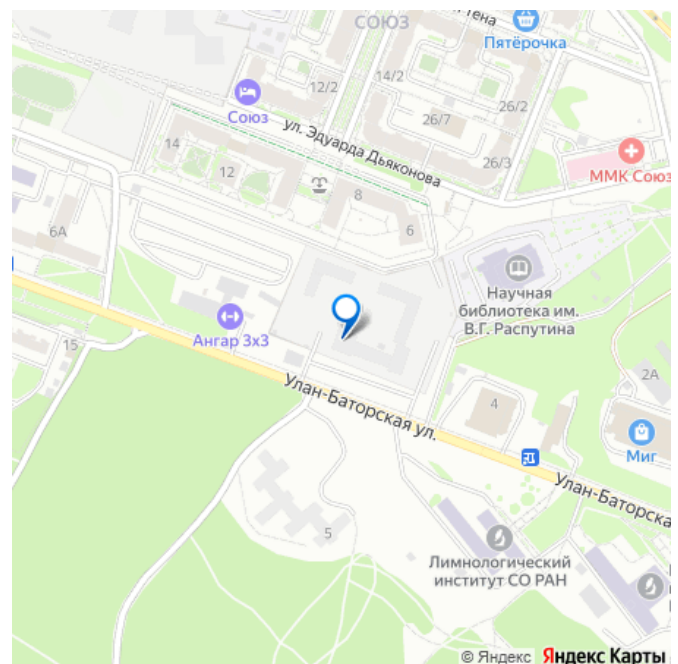 СОЮЗ
Пятёрочка
12/2
14/2
26/2
Союз
ул. Эдуарда Дьяконова
26/7
26/3
ММК Союз
14
12
8
6
6А
Научная
библиотека им.
В.Г. Распутина
Ангар 3х3
15
2А
Улан-Баторская ул.
4
Миг
Улан-Баторска
5
Лимнологический
институт СО РАН
© Яндекс Яндекс Карты